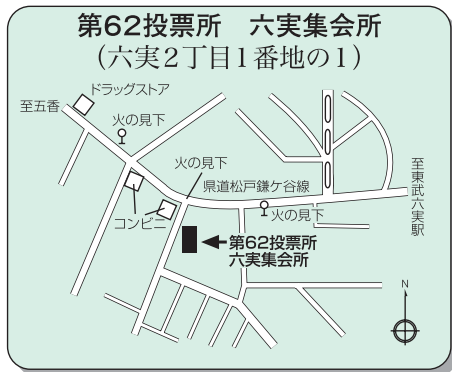 第62投票所　六実集会所
（六実2丁目1番地の1）
ドラッグストア
至五香
火の見下
火の見下
県道松戸鎌ケ谷線
至東武六実駅
火の見下
コンビニ
第62投票所
六実集会所
N